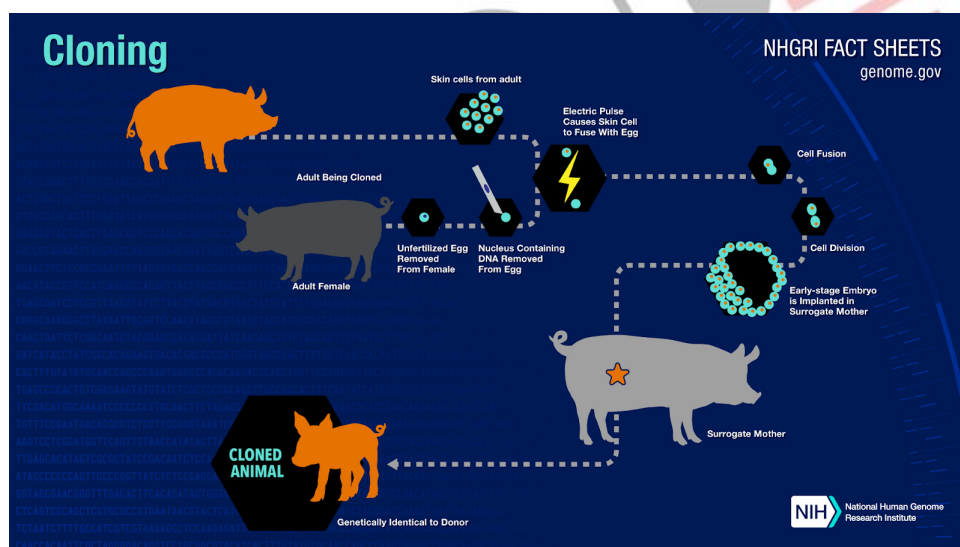 Cloning
NHGRI FACT SHEETS
genome.gov
Skin cells from adult
Electric Pulse
Causes Skin Cell
to Fuse With Egg
Cell Fusion
Adult Being Cloned
Unfertilized Egg
Removed
From Female
Nucleus Containing
DNA Removed
From Egg
Cell Division
Adult Female
Early-stage Embryo
is Implanted in
Surrogate Mother
Surrogate Mother
CLONED
ANIMAL
Genetically Identical to Donor
NIH
National Human Genome
Research Institute